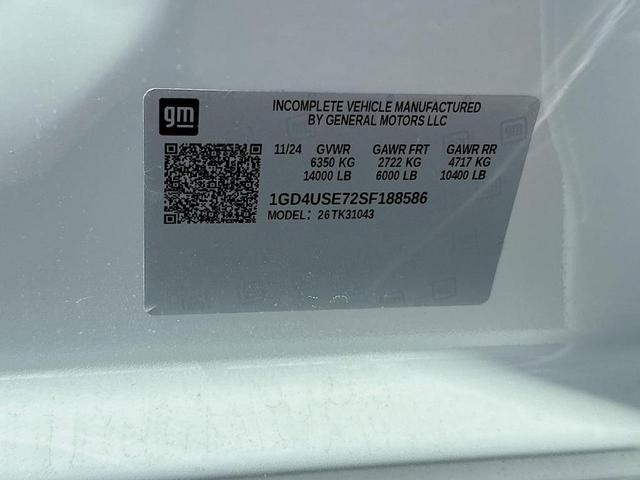 gm
INCOMPLETE VEHICLE MANUFACTURED
BY GENERAL MOTORS LLC
11/24 GVWR GAWR FRT GAWR RR
6350 KG 2722 KG 4717 KG
14000 LB 6000 LB 10400 LB
1GD4USE72SF188586
MODEL: 26TK31043